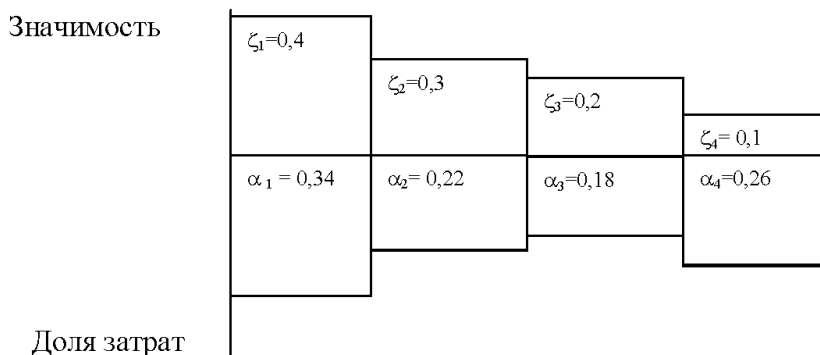 Значимость
ζ1=0,4
ζ2=0,3
ζ3=0,2
ζ4= 0,1
α 1 = 0,34
α2= 0,22
α3=0,18
α4=0,26
Доля затрат